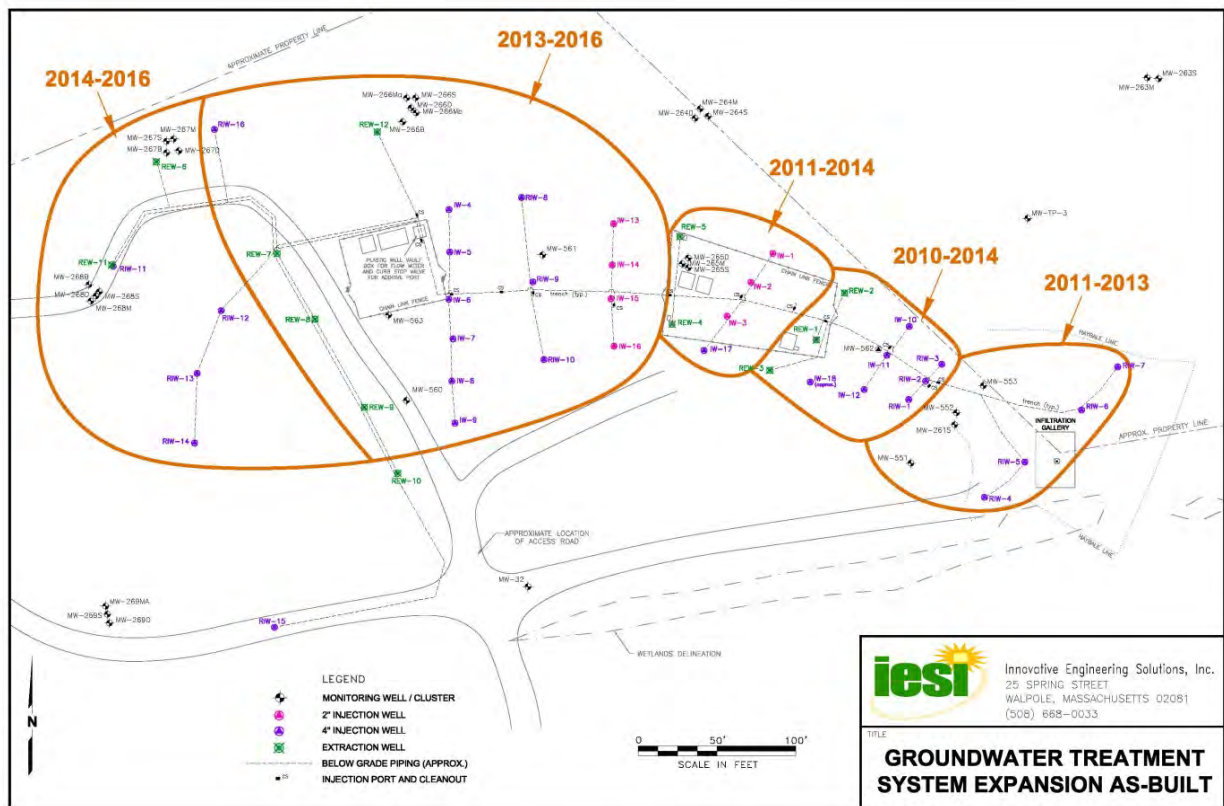 2013-2016
2014-2016
2011-2014
2010-2014
2011-2013
APPROXIMATE PROPERTY LINE
MW-266Ma
MW-266S
MW-266D
MW-266Mb
MW-266B
REW-12
MW-264M
MW-264D
MW-264S
MW-263S
MW-263M
RIW-16
MW-267M
MW-267S
MW-267B
MW-267D
REW-6
MW-TP-3
IW-4
RIW-8
IW-13
REW-5
IW-5
MW-561
IW-14
MW-265D
MW-265M
MW-265S
IW-1
REW-7
PLASTIC MILL VAULT
BOX FOR FLOW METER
AND CURB STOP VALVE
FOR ADDING PORT
REW-11
RIW-11
MW-268B
MW-268D
MW-268S
MW-268M
CHAIN LINK FENCE
IW-6
RIW-9
CS
trench (typ.)
IW-15
IW-2
CHAIN LINK FENCE
REW-2
RIW-12
REW-8
MW-563
IW-3
REW-4
REW-1
IW-10
IW-7
RIW-10
IW-16
IW-17
MW-562
IW-11
RIW-3
HAYBALE LINE
RIW-13
REW-3
IW-18
(approx.)
IW-12
RIW-2
RIW-1
MW-553
RIW-7
IW-8
MW-560
REW-9
trench (typ.)
RIW-6
MW-552
INFILTRATION
GALLERY
APPROX. PROPERTY LINE
IW-9
RIW-14
MW-261S
MW-551
RIW-5
RIW-4
REW-10
HAYBALE LINE
APPROXIMATE LOCATION
OF ACCESS ROAD
MW-32
MW-269MA
MW-269S
MW-269D
RIW-15
WETLANDS DELINEATION
N
LEGEND
MONITORING WELL / CLUSTER
2" INJECTION WELL
4" INJECTION WELL
EXTRACTION WELL
BELOW GRADE PIPING (APPROX.)
CS INJECTION PORT AND CLEANOUT
0 50' 100'
SCALE IN FEET
iesi
Innovative Engineering Solutions, Inc.
25 SPRING STREET
WALPOLE, MASSACHUSETTS 02081
(508) 668-0033
TITLE
GROUNDWATER TREATMENT
SYSTEM EXPANSION AS-BUILT